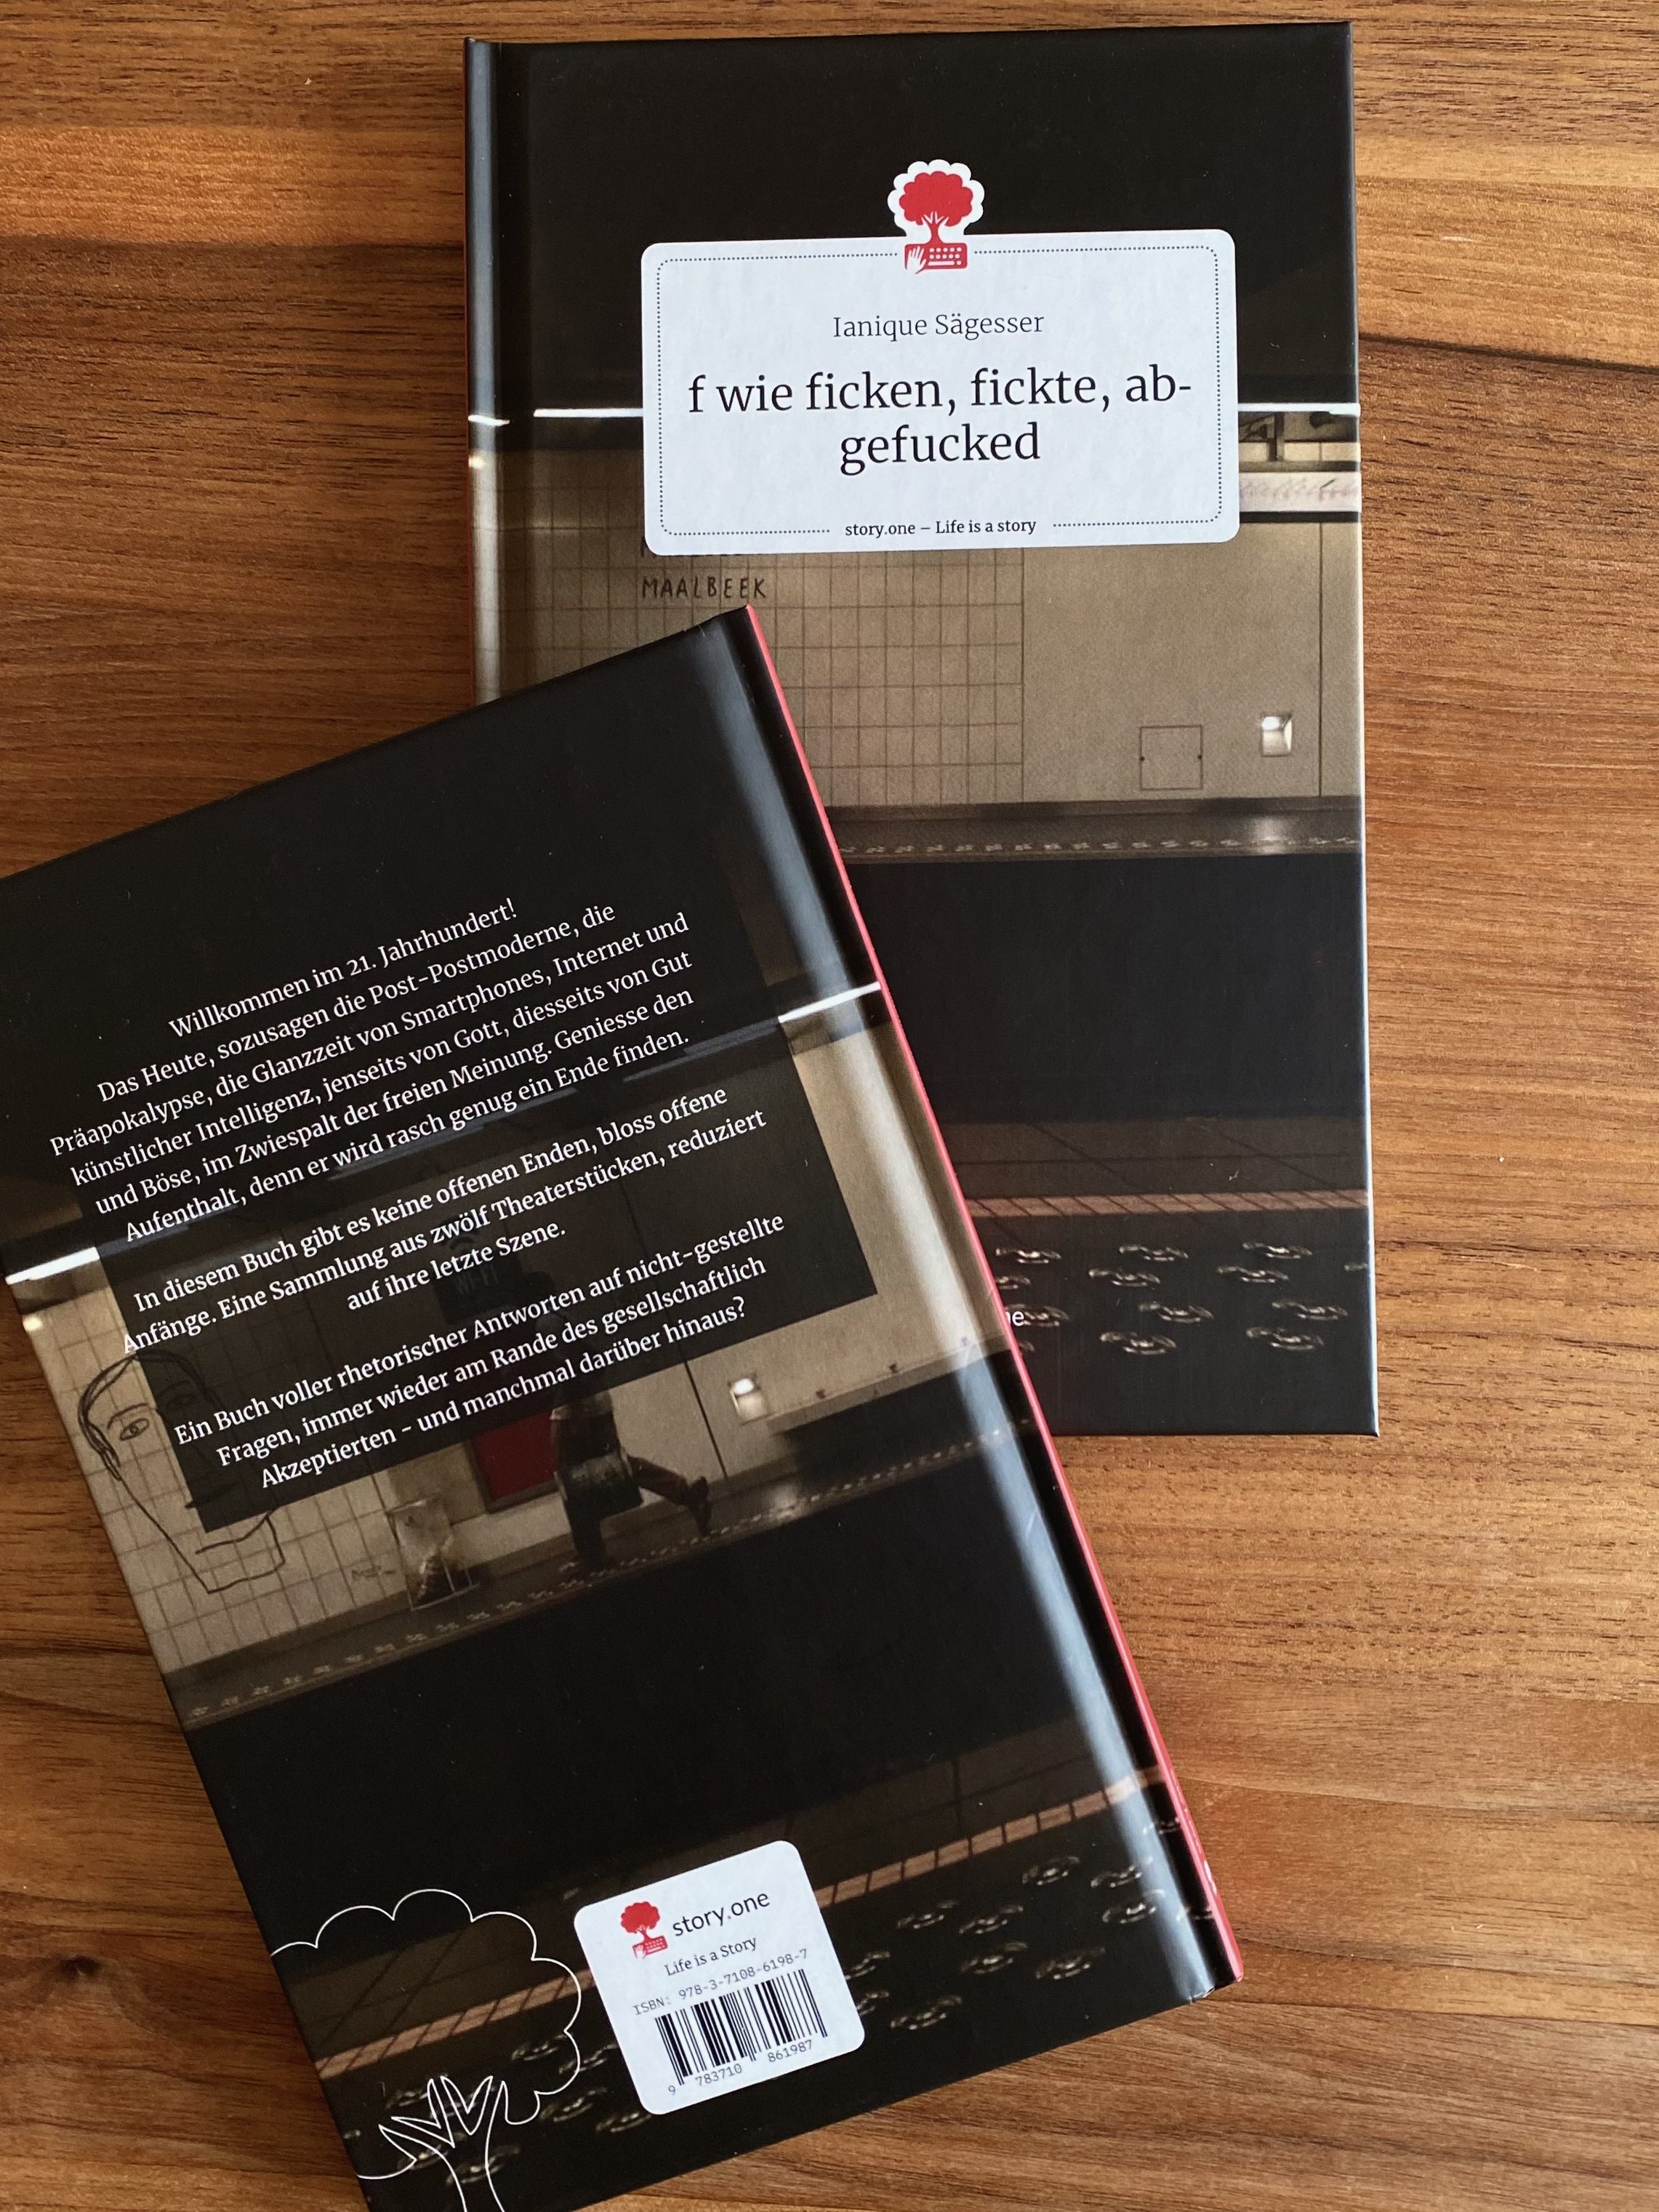 Ianique Sägesser
f wie ficken, fickte, ab-
gefucked
story.one – Life is a story
MAALBEEK
Willkommen im 21. Jahrhundert!
Das Heute, sozusagen die Post-Postmoderne, die
Präapokalypse, die Glanzzeit von Smartphones, Internet und
künstlicher Intelligenz, jenseits von Gott, diesseits von Gut
und Böse, im Zwiespalt der freien Meinung. Geniesse den
Aufenthalt, denn er wird rasch genug ein Ende finden.
In diesem Buch gibt es keine offenen Enden, bloss offene
Anfänge. Eine Sammlung aus zwölf Theaterstücken, reduziert
auf ihre letzte Szene.
Ein Buch voller rhetorischer Antworten auf nicht-gestellte
Fragen, immer wieder am Rande des gesellschaftlich
Akzeptierten - und manchmal darüber hinaus?
story.one
Life is a Story
ISBN: 978-3-7108-6198-7
9 783710 861987